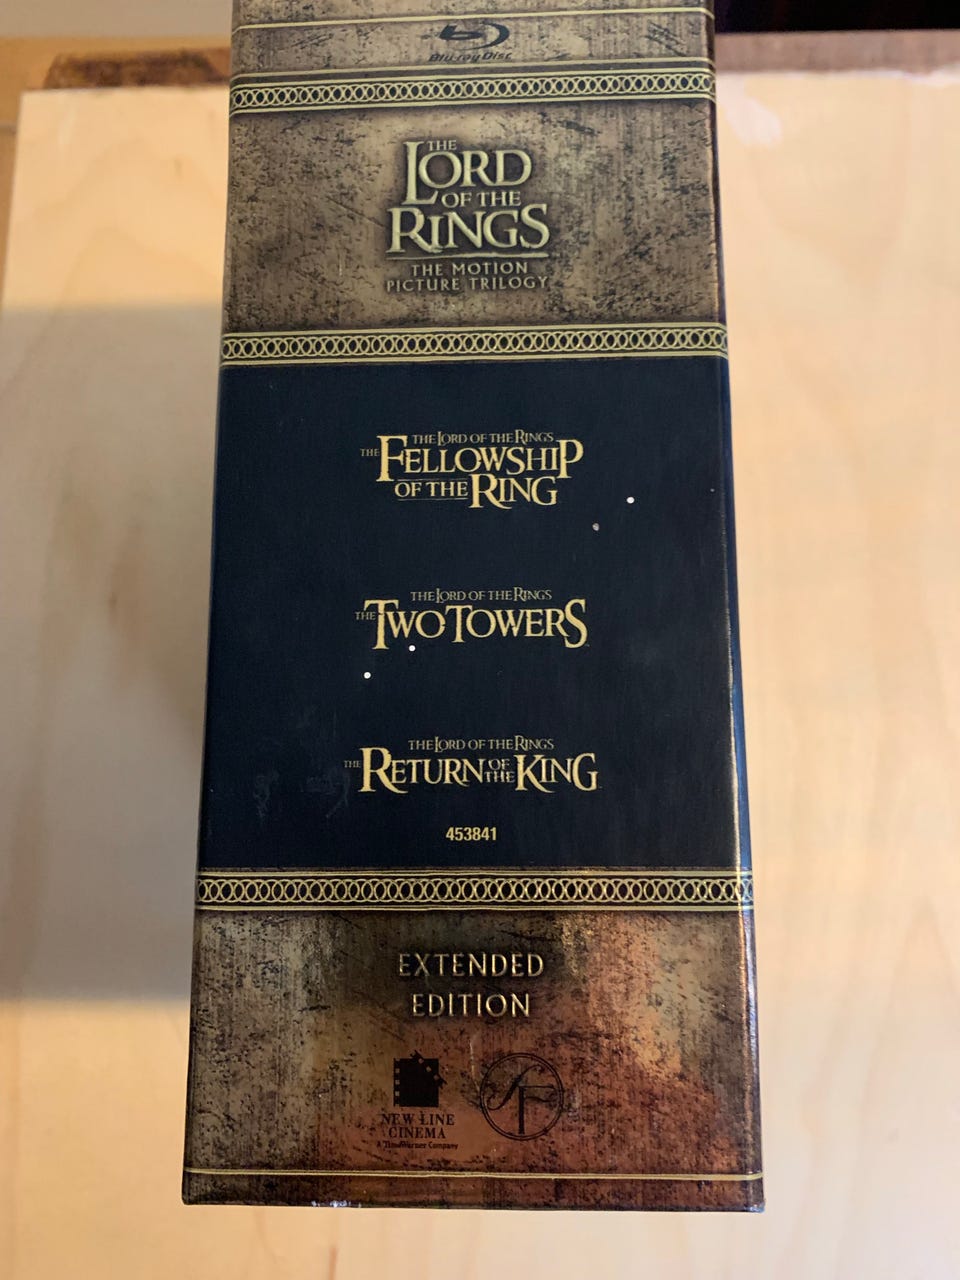 Blu-ray Disc
THE
LORD
OF THE
RINGS
THE MOTION
PICTURE TRILOGY
THE LORD OF THE RINGS
THE FELLOWSHIP
OF THE RING
THE LORD OF THE RINGS
THE TWO TOWERS
THE LORD OF THE RINGS
THE RETURN OF THE KING
453841
EXTENDED
EDITION
NEW LINE
CINEMA
A TimeWarner Company